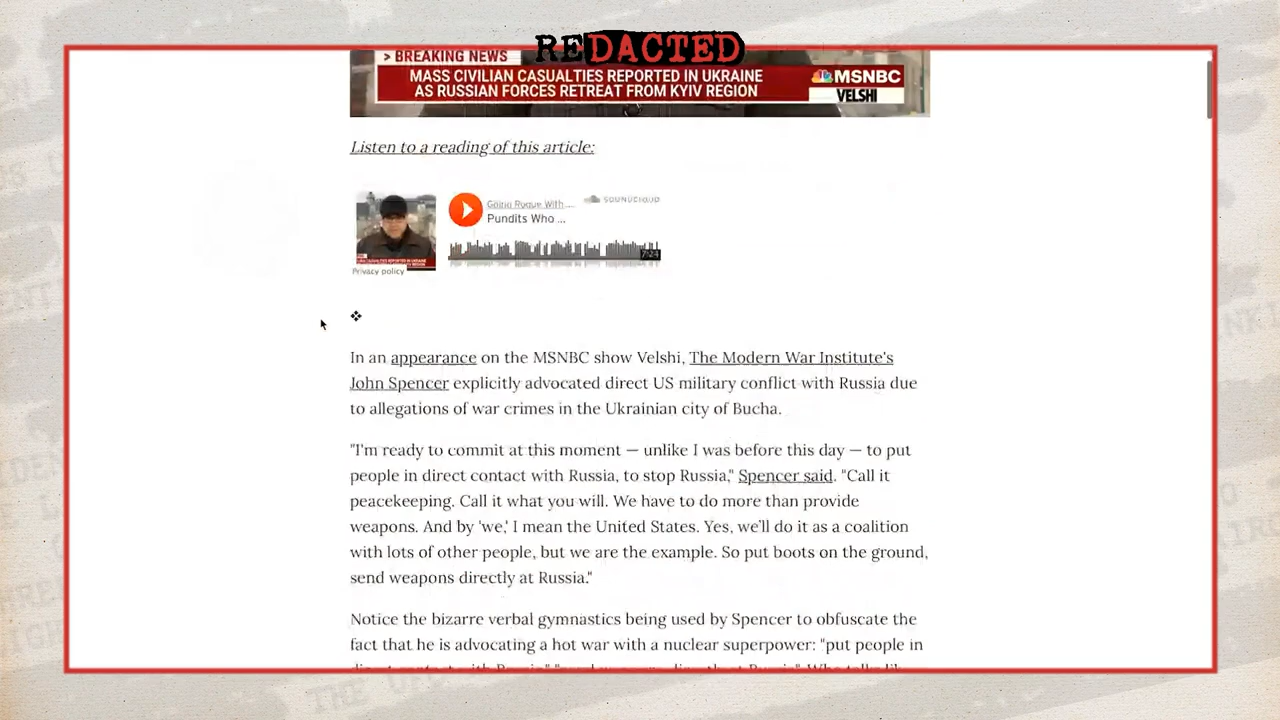 REDACTED
> BREAKING NEWS
MASS CIVILIAN CASUALTIES REPORTED IN UKRAINE
AS RUSSIAN FORCES RETREAT FROM KYIV REGION
MSNBC
VELSHI
Listen to a reading of this article:
Going Rogue With....
SOUNDCLOUD
Pundits Who ...
7:24
Privacy policy
❖
In an appearance on the MSNBC show Velshi, The Modern War Institute's
John Spencer explicitly advocated direct US military conflict with Russia due
to allegations of war crimes in the Ukrainian city of Bucha.
"I'm ready to commit at this moment — unlike I was before this day — to put
people in direct contact with Russia, to stop Russia," Spencer said. "Call it
peacekeeping. Call it what you will. We have to do more than provide
weapons. And by 'we,' I mean the United States. Yes, we'll do it as a coalition
with lots of other people, but we are the example. So put boots on the ground,
send weapons directly at Russia."
Notice the bizarre verbal gymnastics being used by Spencer to obfuscate the
fact that he is advocating a hot war with a nuclear superpower: "put people in